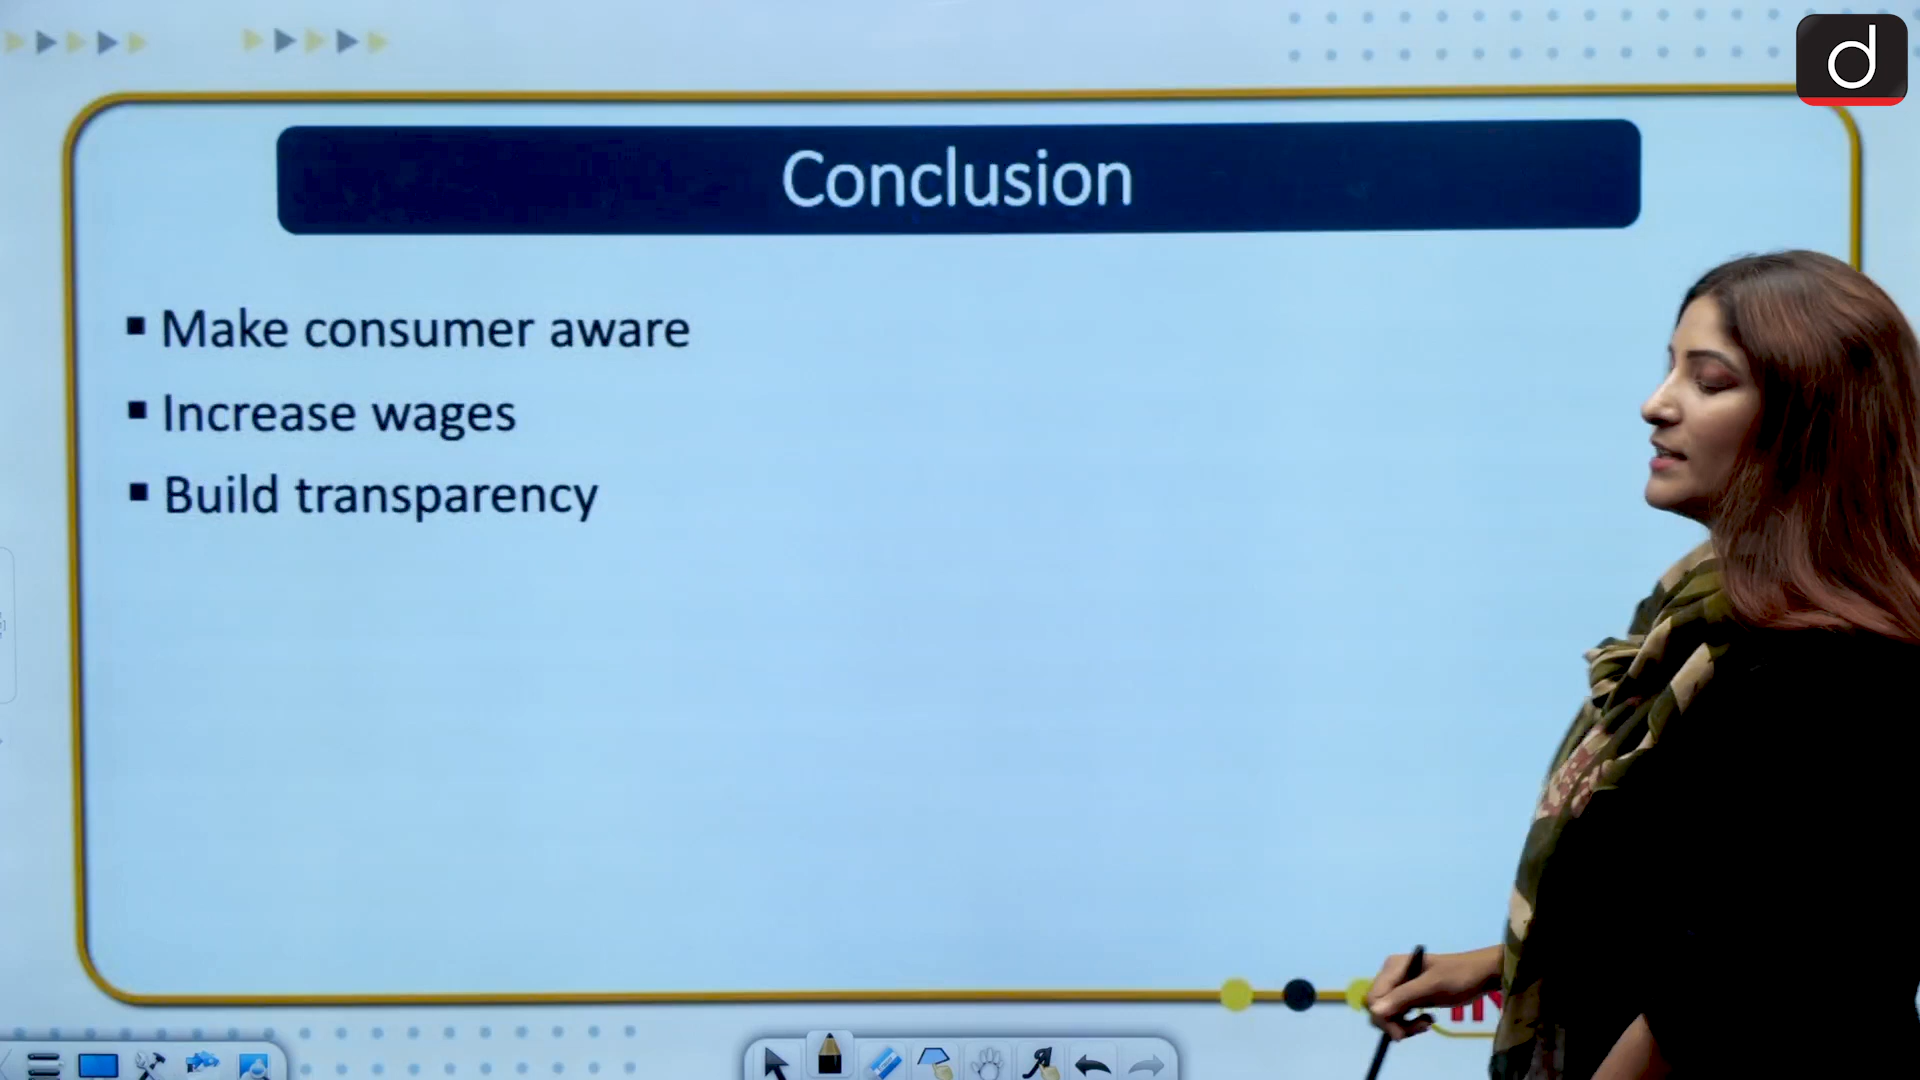 d
Conclusion
▪ Make consumer aware
▪ Increase wages
▪ Build transparency